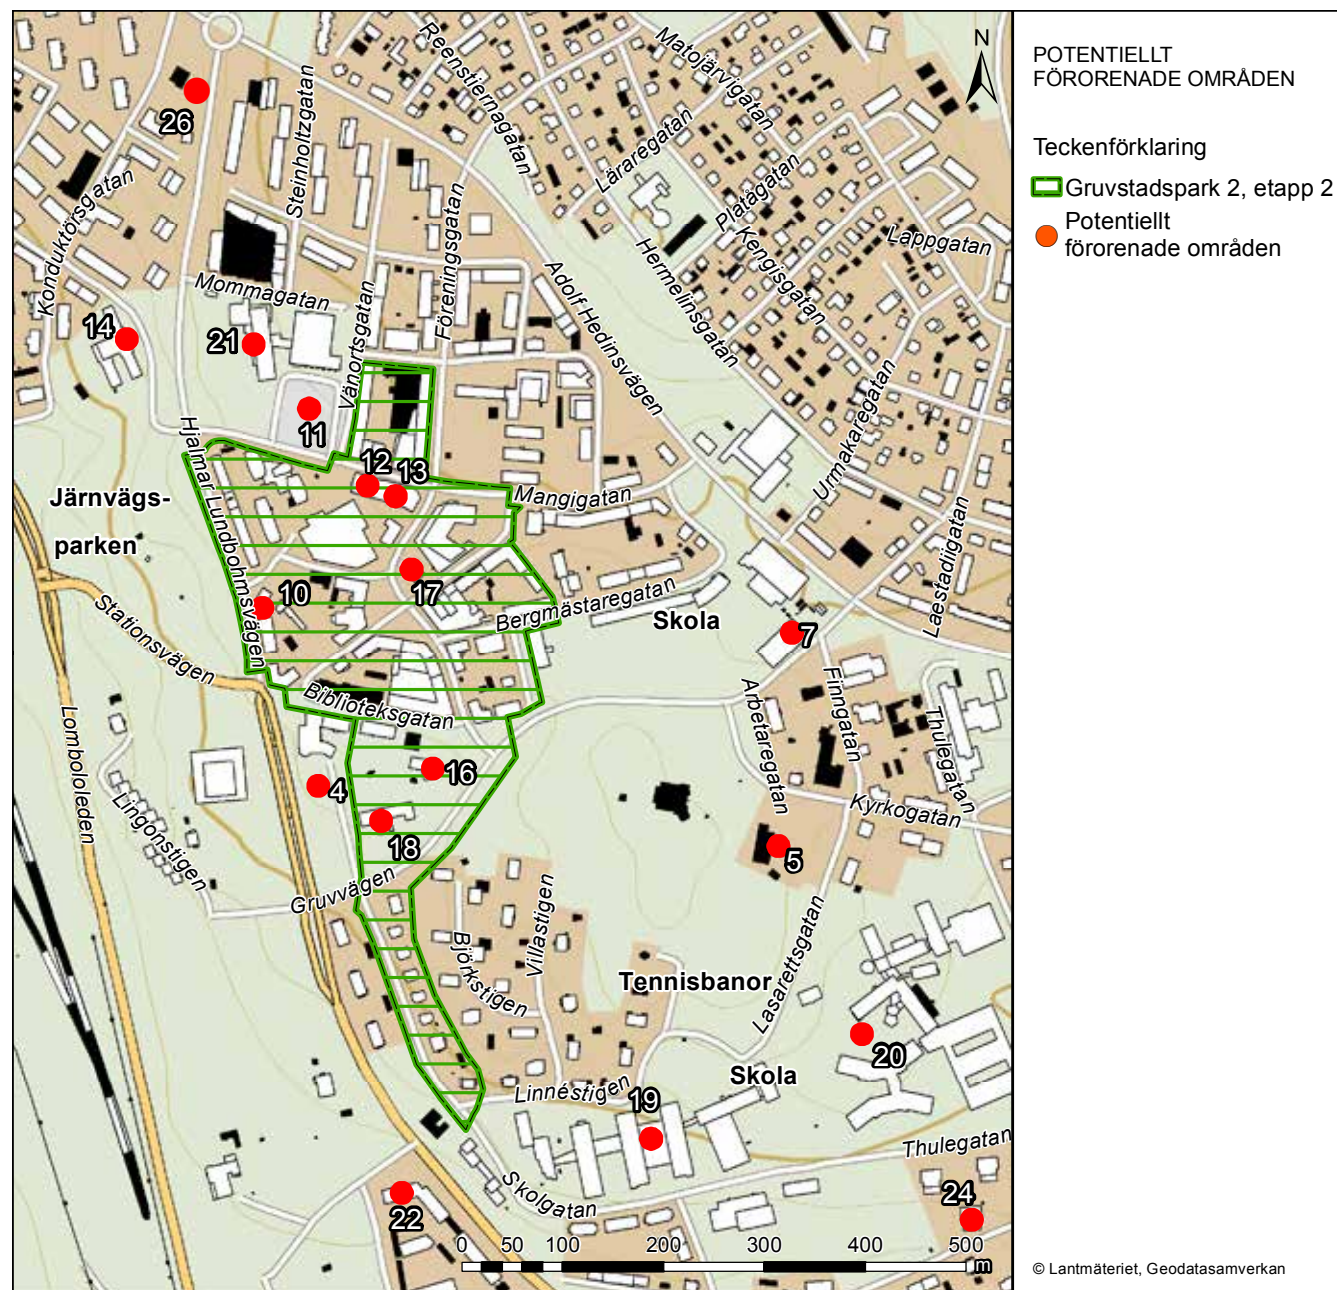 POTENTIELLT
FÖRORENADE OMRÅDEN
Teckenförklaring
Gruvstadspark 2, etapp 2
Potentiellt
förorenade områden
© Lantmäteriet, Geodatasamverkan
N
Reenstiernagatan
Matojärvigatan
26
Steinholtzgatan
Läraregatan
Platågatan
Konduktörsgatan
Föreningsgatan
Hermelinsgatan
Kengisgatan
Lappgatan
Mommagatan
Adolf Hedinsvägen
14
21
Vänortsgatan
11
Urmakaregatan
Hjalmar Lundbohmsvägen
12
13
Mangigatan
Järnvägs-
parken
Laestadiigatan
17
10
Bergmästaregatan
Skola
7
Stationsvägen
Finngatan
Arbetaregatan
Thulegatan
Biblioteksgatan
Lombololeden
16
4
Kyrkogatan
Lingonstigen
18
5
Gruvvägen
Villastigen
Björkstigen
Lasarettsgatan
Tennisbanor
20
Skola
Linnéstigen
19
Thulegatan
Skolgatan
22
24
0 50 100 200 300 400 500
m